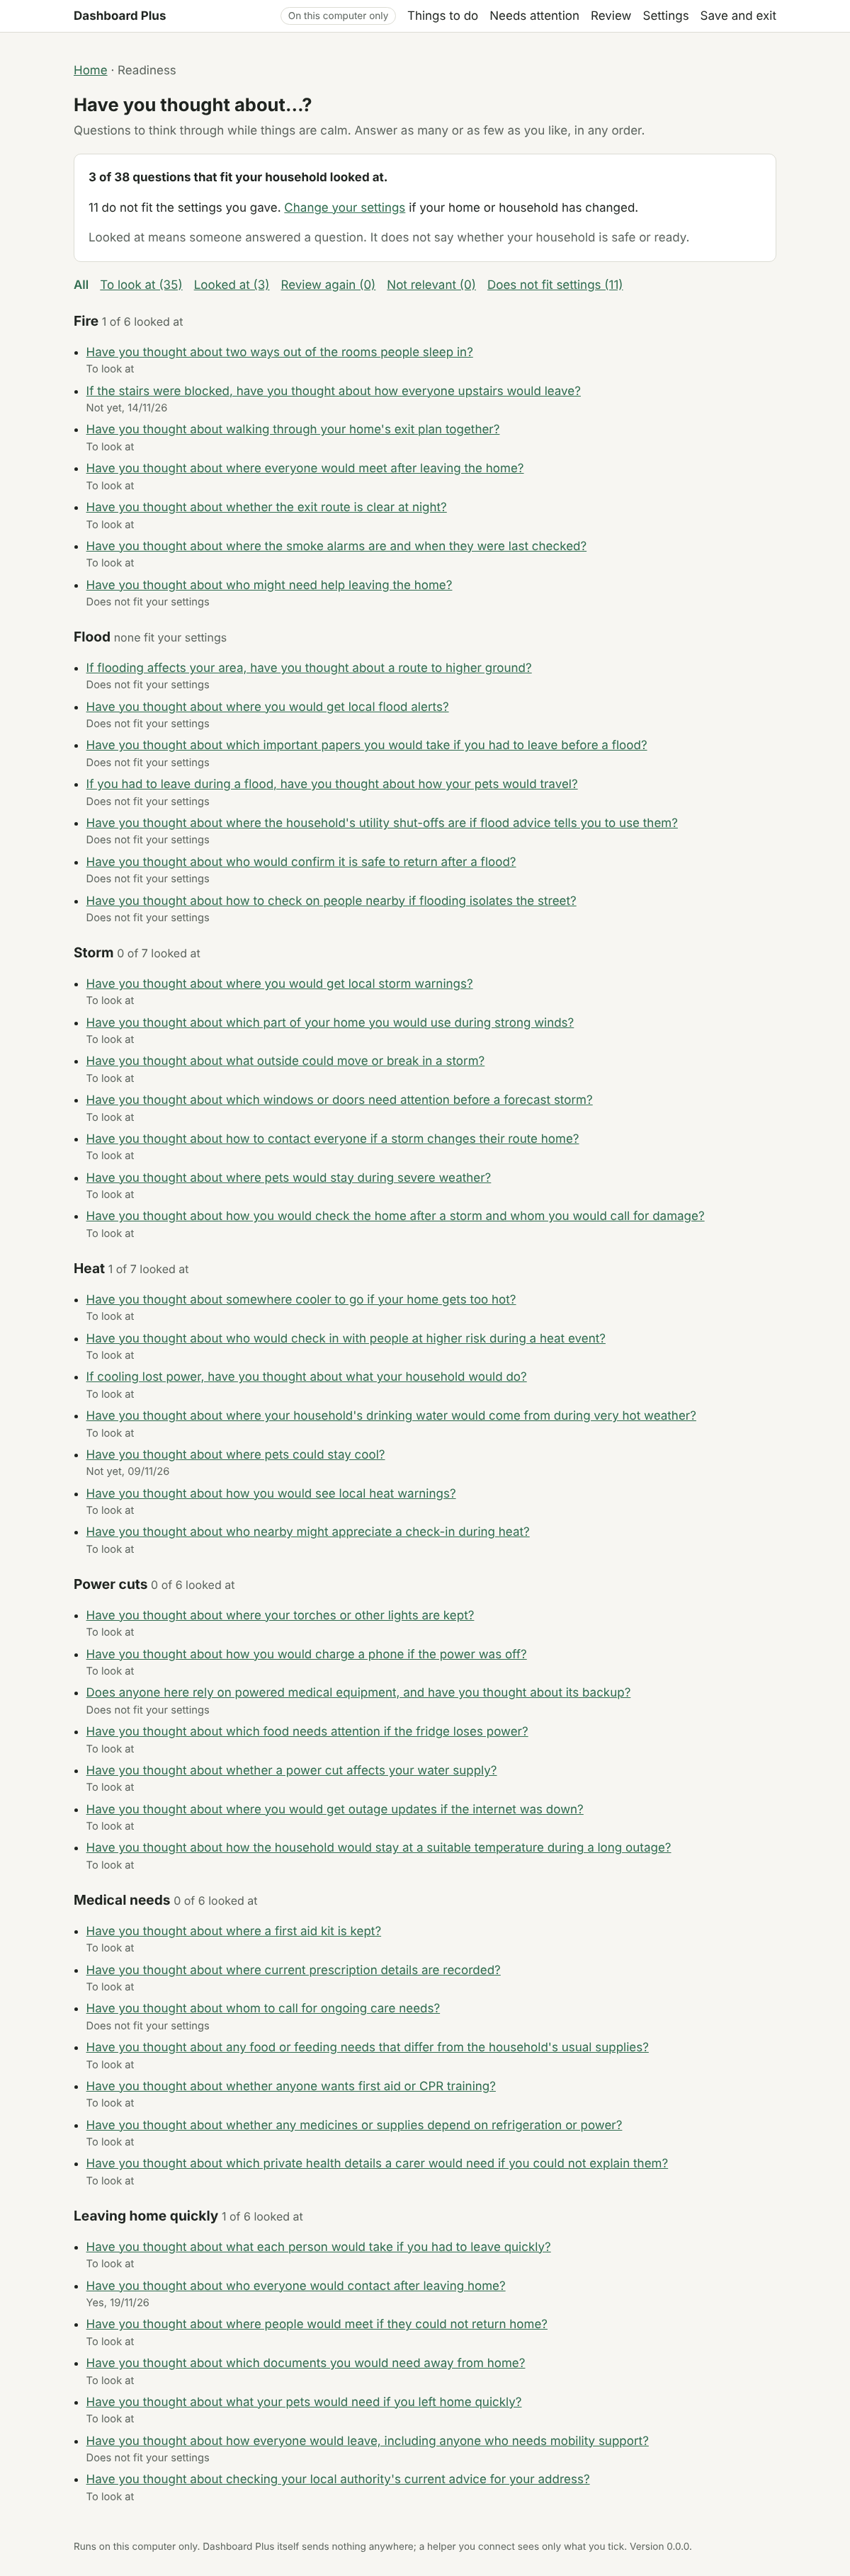 Dashboard Plus
On this computer only
Things to do
Needs attention
Review
Settings
Save and exit
Home · Readiness
Have you thought about...?
Questions to think through while things are calm. Answer as many or as few as you like, in any order.
3 of 38 questions that fit your household looked at.
11 do not fit the settings you gave. Change your settings if your home or household has changed.
Looked at means someone answered a question. It does not say whether your household is safe or ready.
All To look at (35) Looked at (3) Review again (0) Not relevant (0) Does not fit settings (11)
Fire 1 of 6 looked at
Have you thought about two ways out of the rooms people sleep in?
To look at
If the stairs were blocked, have you thought about how everyone upstairs would leave?
Not yet, 14/11/26
Have you thought about walking through your home's exit plan together?
To look at
Have you thought about where everyone would meet after leaving the home?
To look at
Have you thought about whether the exit route is clear at night?
To look at
Have you thought about where the smoke alarms are and when they were last checked?
To look at
Have you thought about who might need help leaving the home?
Does not fit your settings
Flood none fit your settings
If flooding affects your area, have you thought about a route to higher ground?
Does not fit your settings
Have you thought about where you would get local flood alerts?
Does not fit your settings
Have you thought about which important papers you would take if you had to leave before a flood?
Does not fit your settings
If you had to leave during a flood, have you thought about how your pets would travel?
Does not fit your settings
Have you thought about where the household's utility shut-offs are if flood advice tells you to use them?
Does not fit your settings
Have you thought about who would confirm it is safe to return after a flood?
Does not fit your settings
Have you thought about how to check on people nearby if flooding isolates the street?
Does not fit your settings
Storm 0 of 7 looked at
Have you thought about where you would get local storm warnings?
To look at
Have you thought about which part of your home you would use during strong winds?
To look at
Have you thought about what outside could move or break in a storm?
To look at
Have you thought about which windows or doors need attention before a forecast storm?
To look at
Have you thought about how to contact everyone if a storm changes their route home?
To look at
Have you thought about where pets would stay during severe weather?
To look at
Have you thought about how you would check the home after a storm and whom you would call for damage?
To look at
Heat 1 of 7 looked at
Have you thought about somewhere cooler to go if your home gets too hot?
To look at
Have you thought about who would check in with people at higher risk during a heat event?
To look at
If cooling lost power, have you thought about what your household would do?
To look at
Have you thought about where your household's drinking water would come from during very hot weather?
To look at
Have you thought about where pets could stay cool?
Not yet, 09/11/26
Have you thought about how you would see local heat warnings?
To look at
Have you thought about who nearby might appreciate a check-in during heat?
To look at
Power cuts 0 of 6 looked at
Have you thought about where your torches or other lights are kept?
To look at
Have you thought about how you would charge a phone if the power was off?
To look at
Does anyone here rely on powered medical equipment, and have you thought about its backup?
Does not fit your settings
Have you thought about which food needs attention if the fridge loses power?
To look at
Have you thought about whether a power cut affects your water supply?
To look at
Have you thought about where you would get outage updates if the internet was down?
To look at
Have you thought about how the household would stay at a suitable temperature during a long outage?
To look at
Medical needs 0 of 6 looked at
Have you thought about where a first aid kit is kept?
To look at
Have you thought about where current prescription details are recorded?
To look at
Have you thought about whom to call for ongoing care needs?
Does not fit your settings
Have you thought about any food or feeding needs that differ from the household's usual supplies?
To look at
Have you thought about whether anyone wants first aid or CPR training?
To look at
Have you thought about whether any medicines or supplies depend on refrigeration or power?
To look at
Have you thought about which private health details a carer would need if you could not explain them?
To look at
Leaving home quickly 1 of 6 looked at
Have you thought about what each person would take if you had to leave quickly?
To look at
Have you thought about who everyone would contact after leaving home?
Yes, 19/11/26
Have you thought about where people would meet if they could not return home?
To look at
Have you thought about which documents you would need away from home?
To look at
Have you thought about what your pets would need if you left home quickly?
To look at
Have you thought about how everyone would leave, including anyone who needs mobility support?
Does not fit your settings
Have you thought about checking your local authority's current advice for your address?
To look at
Runs on this computer only. Dashboard Plus itself sends nothing anywhere; a helper you connect sees only what you tick. Version 0.0.0.